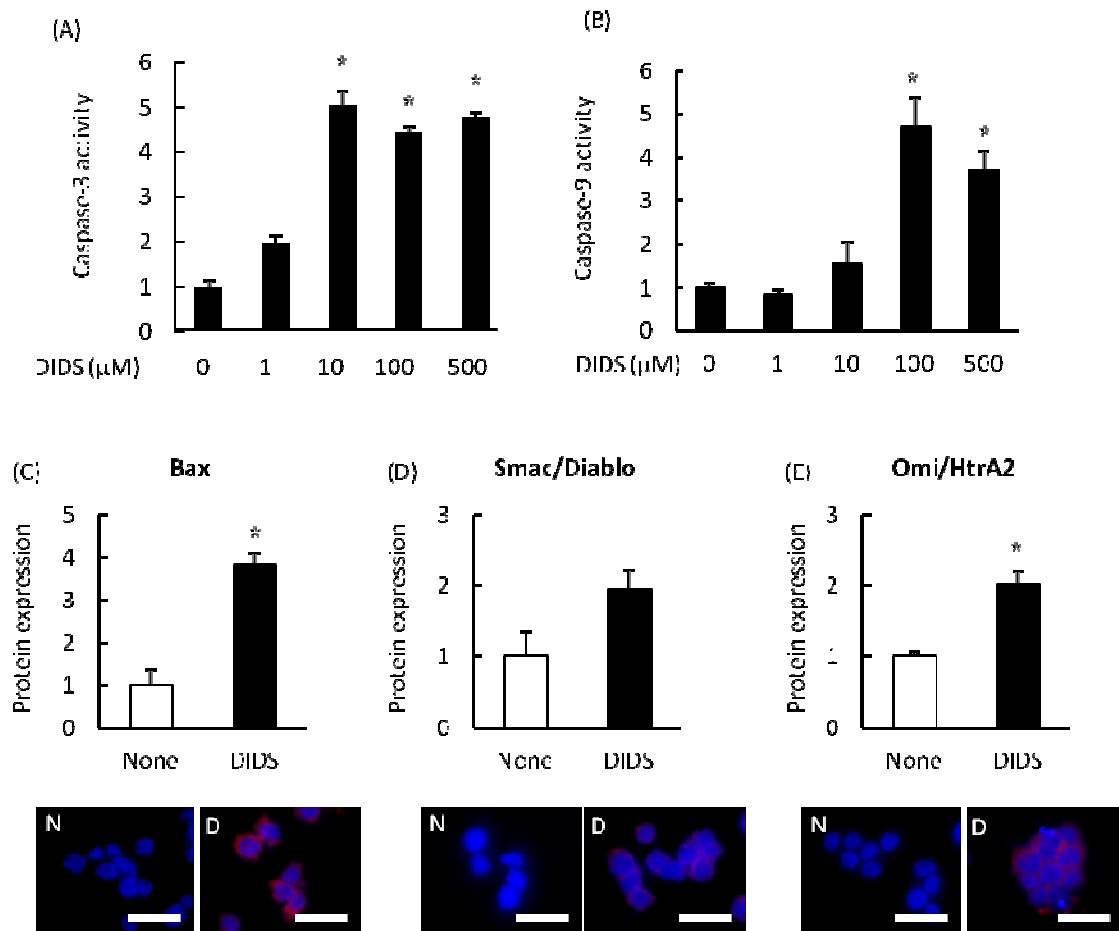 (A)
6
5
4
3
2
1
0
Caspase-3 activity
* * *
DIDS (μM) 0 1 10 100 500
(B)
6
5
4
3
2
1
0
Caspase-9 activity
* *
DIDS (μM) 0 1 10 100 500
(C) Bax
5
4
3
2
1
0
Protein expression
*
None DIDS
N D
(D) Smac/Diablo
3
2
1
0
Protein expression
None DIDS
N D
(E) Omi/HtrA2
3
2
1
0
Protein expression
*
None DIDS
N D